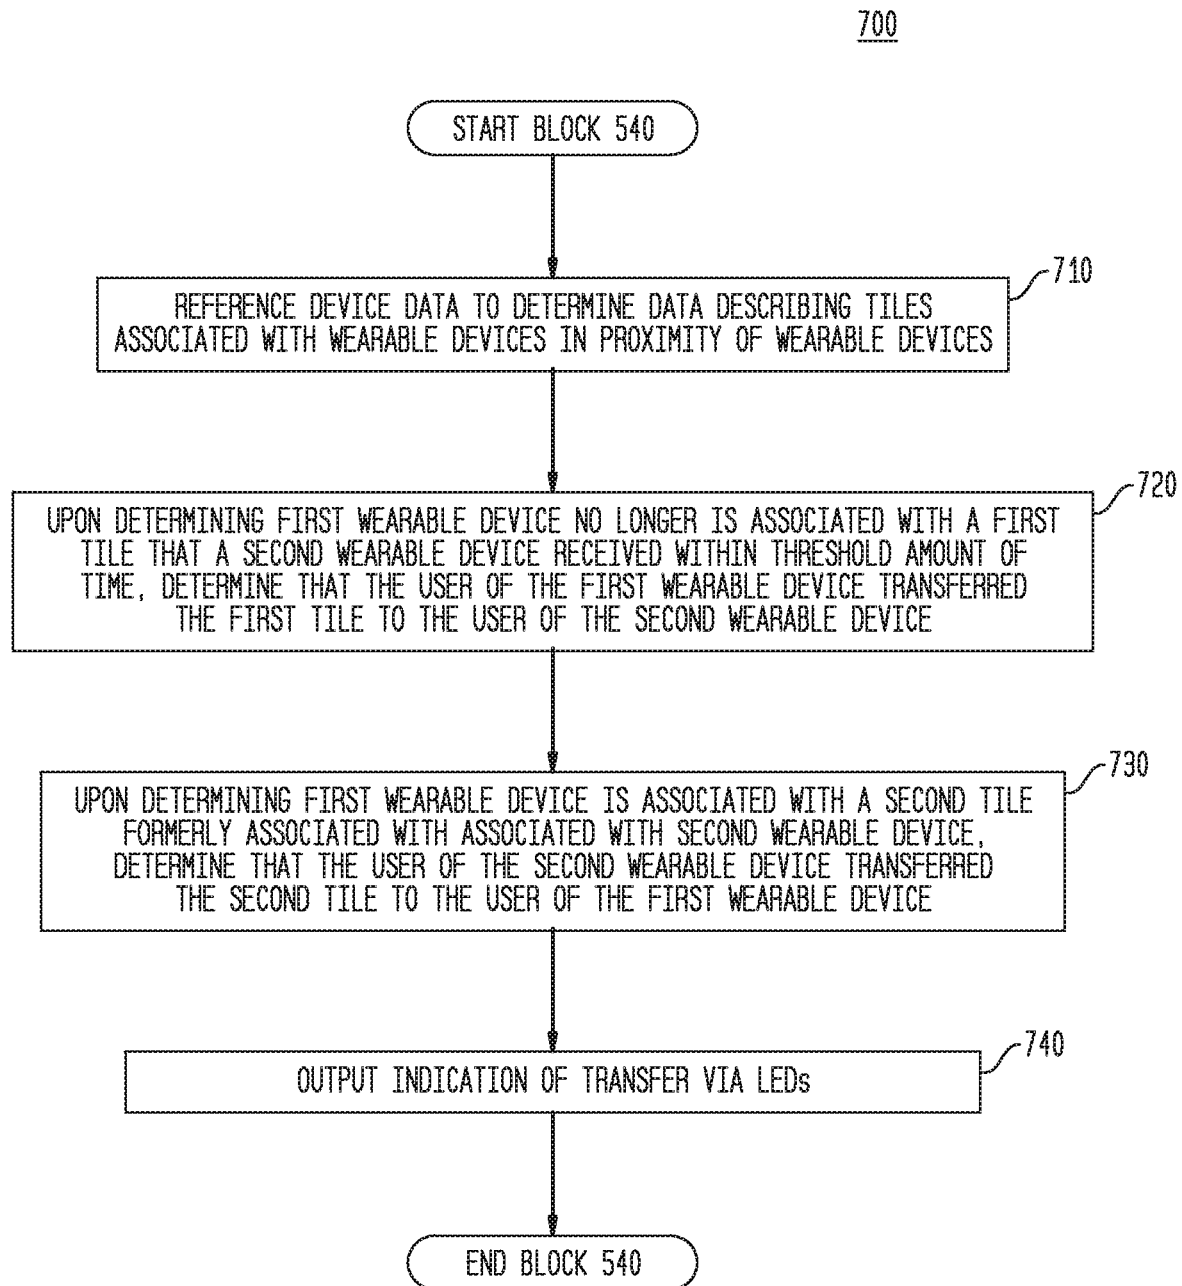 700
START BLOCK 540
710
REFERENCE DEVICE DATA TO DETERMINE DATA DESCRIBING TILES
ASSOCIATED WITH WEARABLE DEVICES IN PROXIMITY OF WEARABLE DEVICES
720
UPON DETERMINING FIRST WEARABLE DEVICE NO LONGER IS ASSOCIATED WITH A FIRST
TILE THAT A SECOND WEARABLE DEVICE RECEIVED WITHIN THRESHOLD AMOUNT OF
TIME, DETERMINE THAT THE USER OF THE FIRST WEARABLE DEVICE TRANSFERRED
THE FIRST TILE TO THE USER OF THE SECOND WEARABLE DEVICE
730
UPON DETERMINING FIRST WEARABLE DEVICE IS ASSOCIATED WITH A SECOND TILE
FORMERLY ASSOCIATED WITH ASSOCIATED WITH SECOND WEARABLE DEVICE,
DETERMINE THAT THE USER OF THE SECOND WEARABLE DEVICE TRANSFERRED
THE SECOND TILE TO THE USER OF THE FIRST WEARABLE DEVICE
740
OUTPUT INDICATION OF TRANSFER VIA LEDs
END BLOCK 540